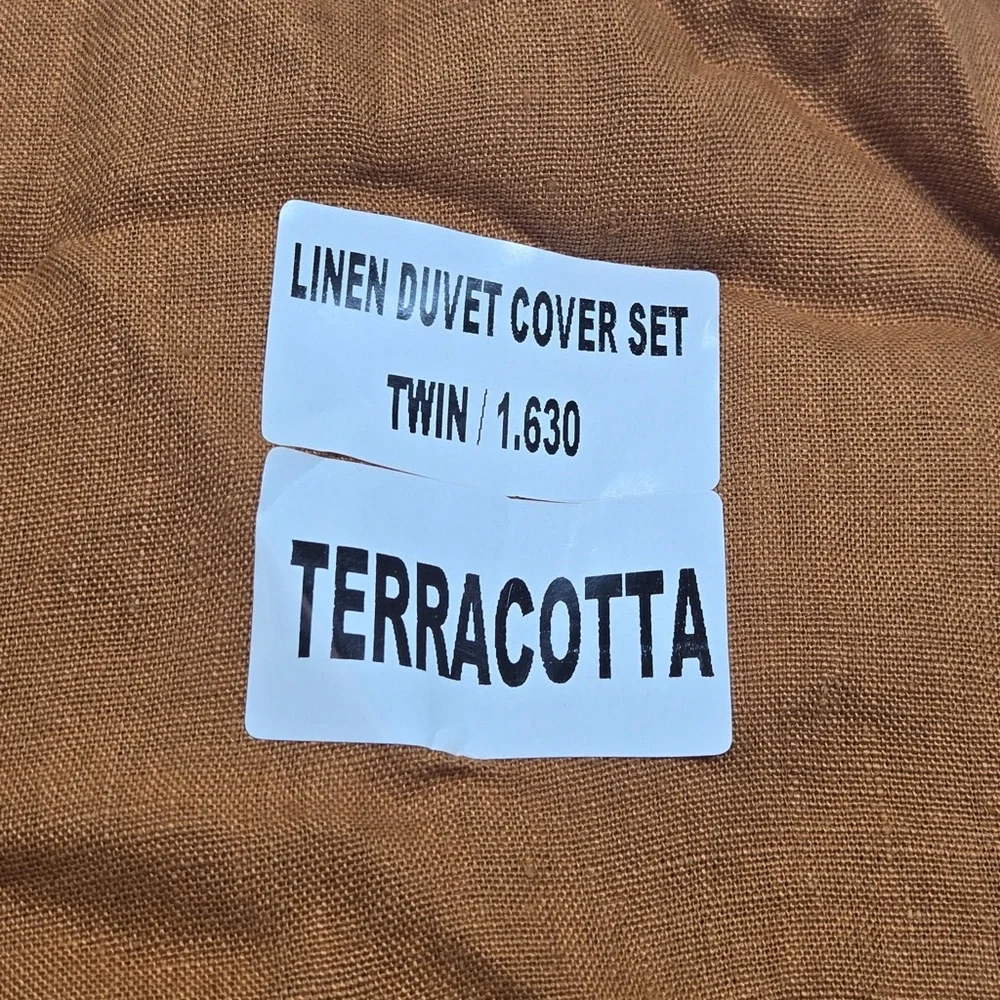 LINEN DUVET COVER SET
TWIN / 1.630
TERRACOTTA